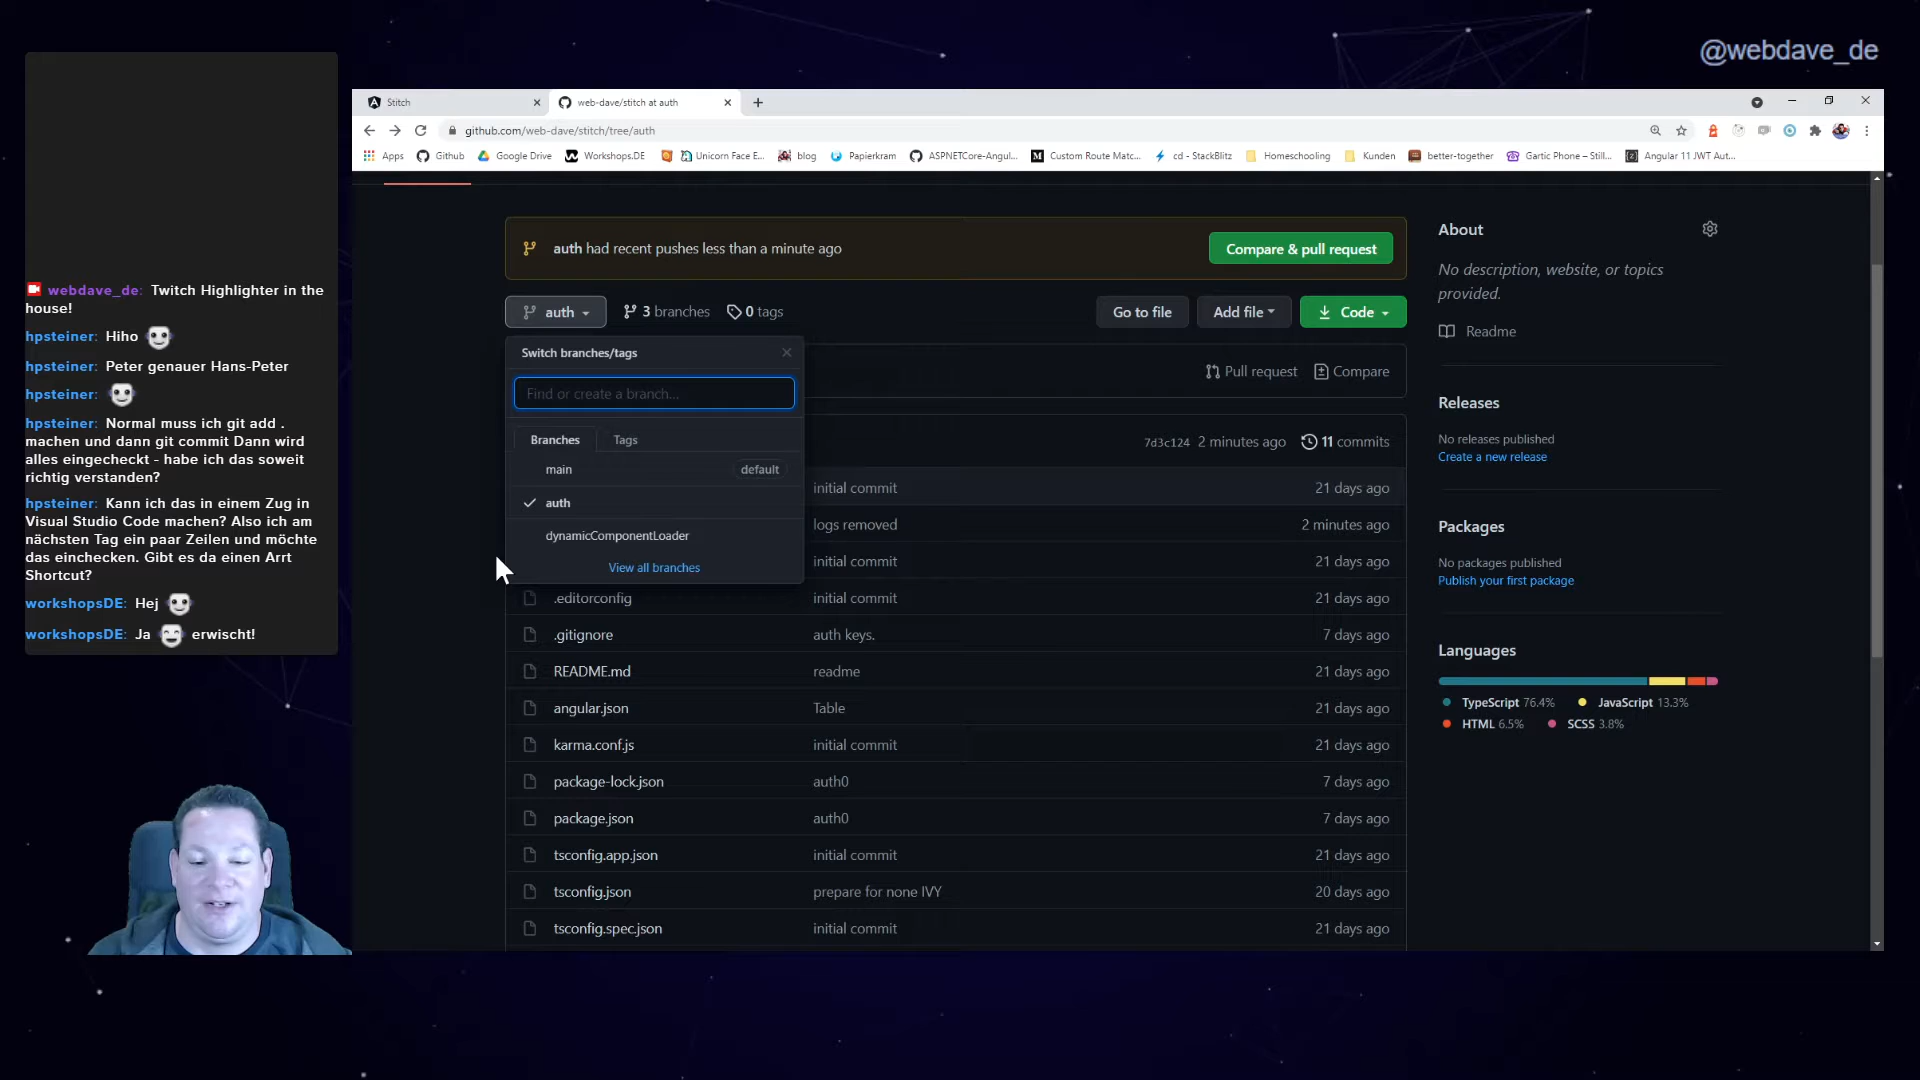 @webdave_de
webdave_de: Twitch Highlighter in the
house!
hpsteiner: Hiho
hpsteiner: Peter genauer Hans-Peter
hpsteiner:
hpsteiner: Normal muss ich git add .
machen und dann git commit Dann wird
alles eingecheckt - habe ich das soweit
richtig verstanden?
hpsteiner: Kann ich das in einem Zug in
Visual Studio Code machen? Also ich am
nächsten Tag ein paar Zeilen und möchte
das einchecken. Gibt es da einen Arrt
Shortcut?
workshopsDE: Hej
workshopsDE: Ja erwischt!
Stitch
web-dave/stitch at auth
github.com/web-dave/stitch/tree/auth
Apps Github Google Drive Workshops.DE Unicorn Face E... blog Papierkram ASPNETCore-Angul... Custom Route Matc... cd - StackBlitz Homeschooling Kunden better-together Gartic Phone – Still... Angular 11 JWT Aut...
auth had recent pushes less than a minute ago
Compare & pull request
auth 3 branches 0 tags
Go to file Add file Code
Switch branches/tags
Find or create a branch...
Branches Tags
main default
auth
dynamicComponentLoader
View all branches
Pull request Compare
7d3c124 2 minutes ago 11 commits
initial commit 21 days ago
logs removed 2 minutes ago
initial commit 21 days ago
.editorconfig initial commit 21 days ago
.gitignore auth keys. 7 days ago
README.md readme 21 days ago
angular.json Table 21 days ago
karma.conf.js initial commit 21 days ago
package-lock.json auth0 7 days ago
package.json auth0 7 days ago
tsconfig.app.json initial commit 21 days ago
tsconfig.json prepare for none IVY 20 days ago
tsconfig.spec.json initial commit 21 days ago
About
No description, website, or topics
provided.
Readme
Releases
No releases published
Create a new release
Packages
No packages published
Publish your first package
Languages
TypeScript 76.4% JavaScript 13.3%
HTML 6.5% SCSS 3.8%